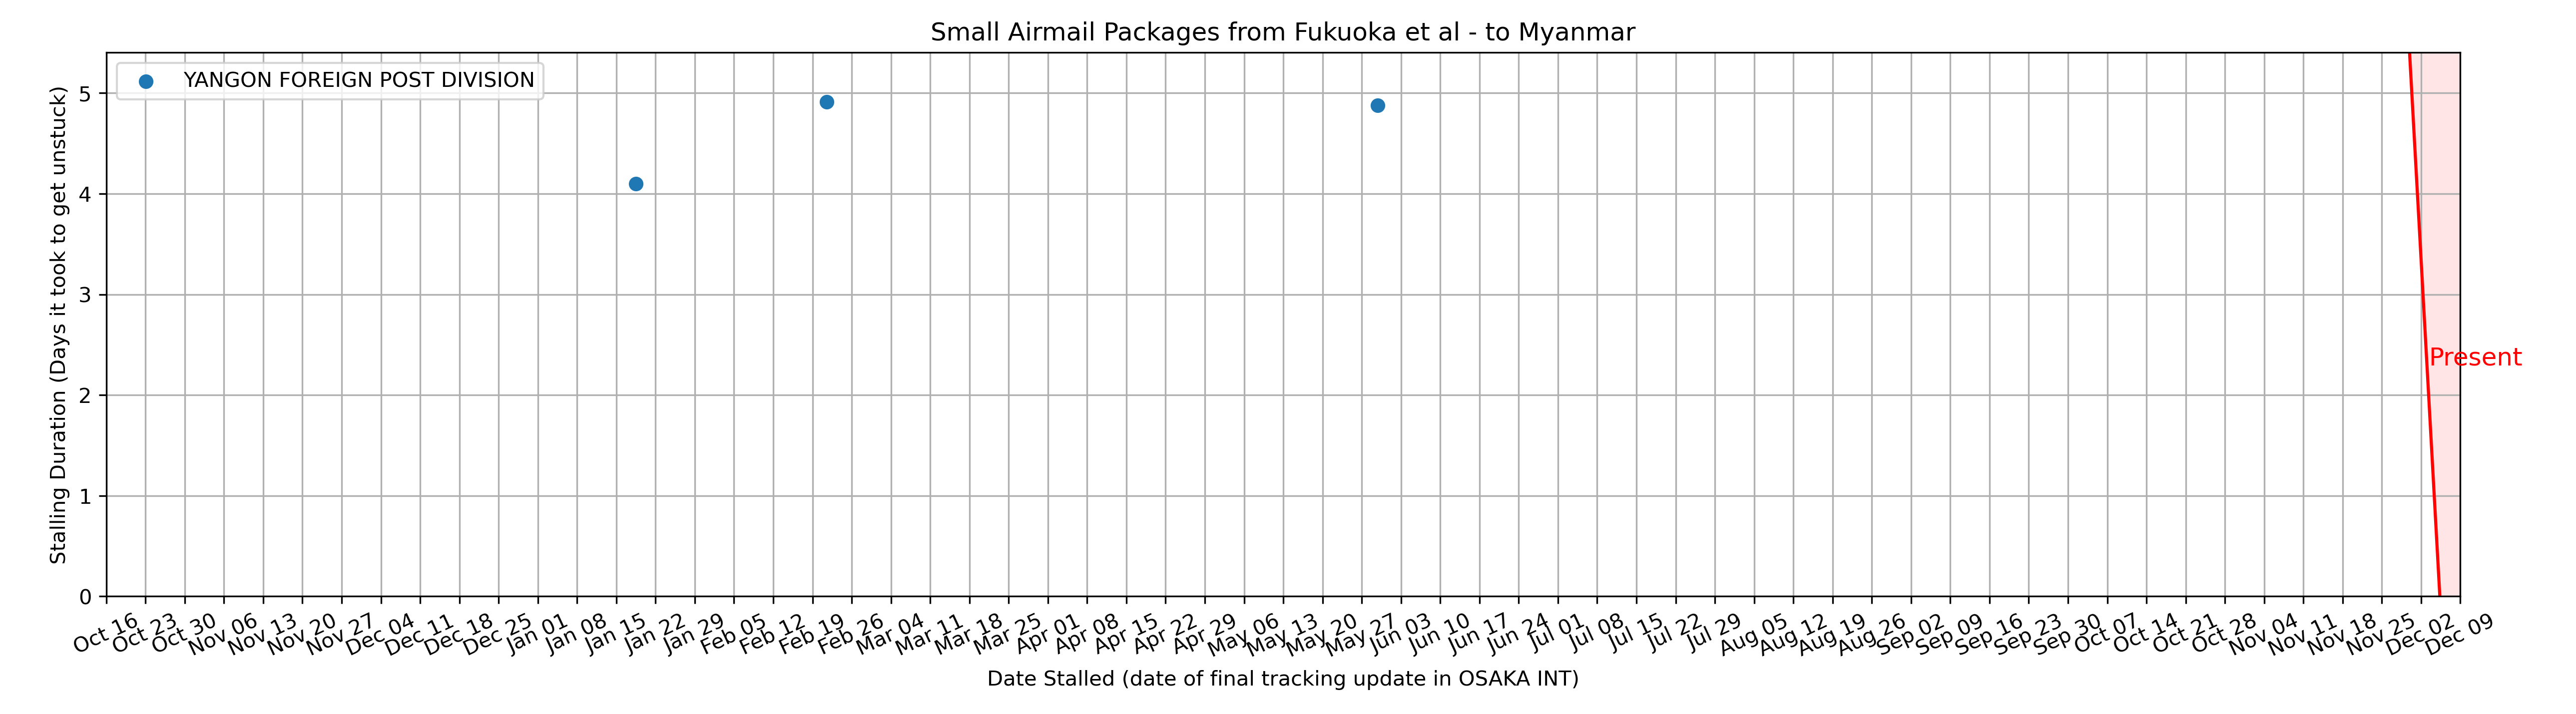 Small Airmail Packages from Fukuoka et al - to Myanmar
YANGON FOREIGN POST DIVISION
Stalling Duration (Days it took to get unstuck)
5
4
3
2
1
0
Present
Oct 16
Oct 23
Oct 30
Nov 06
Nov 13
Nov 20
Nov 27
Dec 04
Dec 11
Dec 18
Dec 25
Jan 01
Jan 08
Jan 15
Jan 22
Jan 29
Feb 05
Feb 12
Feb 19
Feb 26
Mar 04
Mar 11
Mar 18
Mar 25
Apr 01
Apr 08
Apr 15
Apr 22
Apr 29
May 06
May 13
May 20
May 27
Jun 03
Jun 10
Jun 17
Jun 24
Jul 01
Jul 08
Jul 15
Jul 22
Jul 29
Aug 05
Aug 12
Aug 19
Aug 26
Sep 02
Sep 09
Sep 16
Sep 23
Sep 30
Oct 07
Oct 14
Oct 21
Oct 28
Nov 04
Nov 11
Nov 18
Nov 25
Dec 02
Dec 09
Date Stalled (date of final tracking update in OSAKA INT)